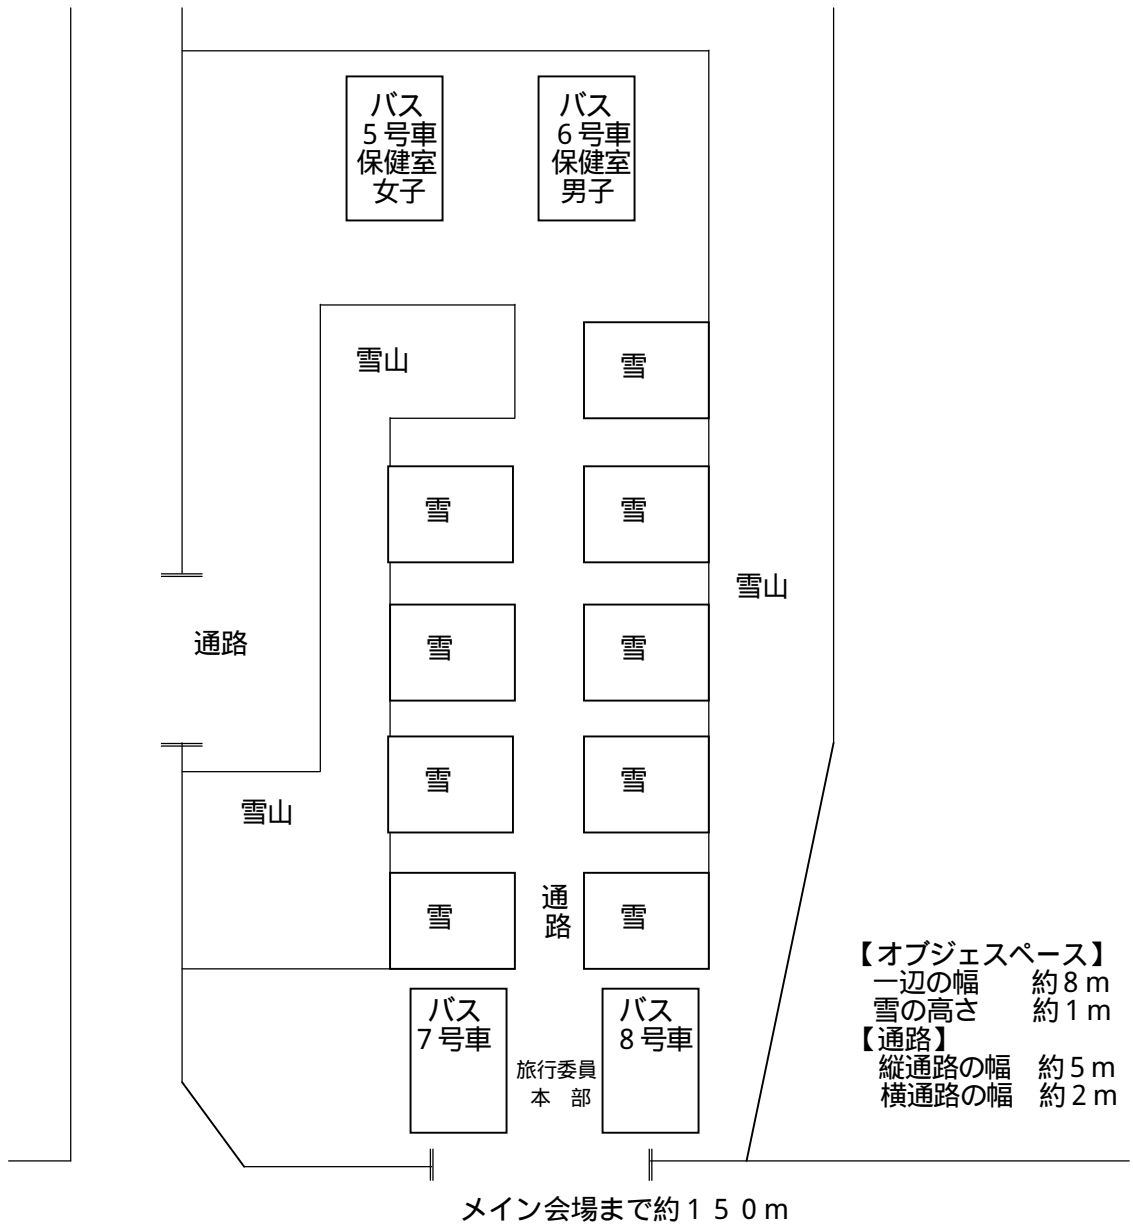 バス
5号車
保健室
女子
バス
6号車
保健室
男子
雪山
雪
雪
雪
雪山
通路
雪
雪
雪
雪
雪山
雪
通路
雪
【オブジェスペース】
一辺の幅　　約8m
雪の高さ　　約1m
【通路】
縦通路の幅　約5m
横通路の幅　約2m
バス
7号車
バス
8号車
旅行委員
本　部
メイン会場まで約150m